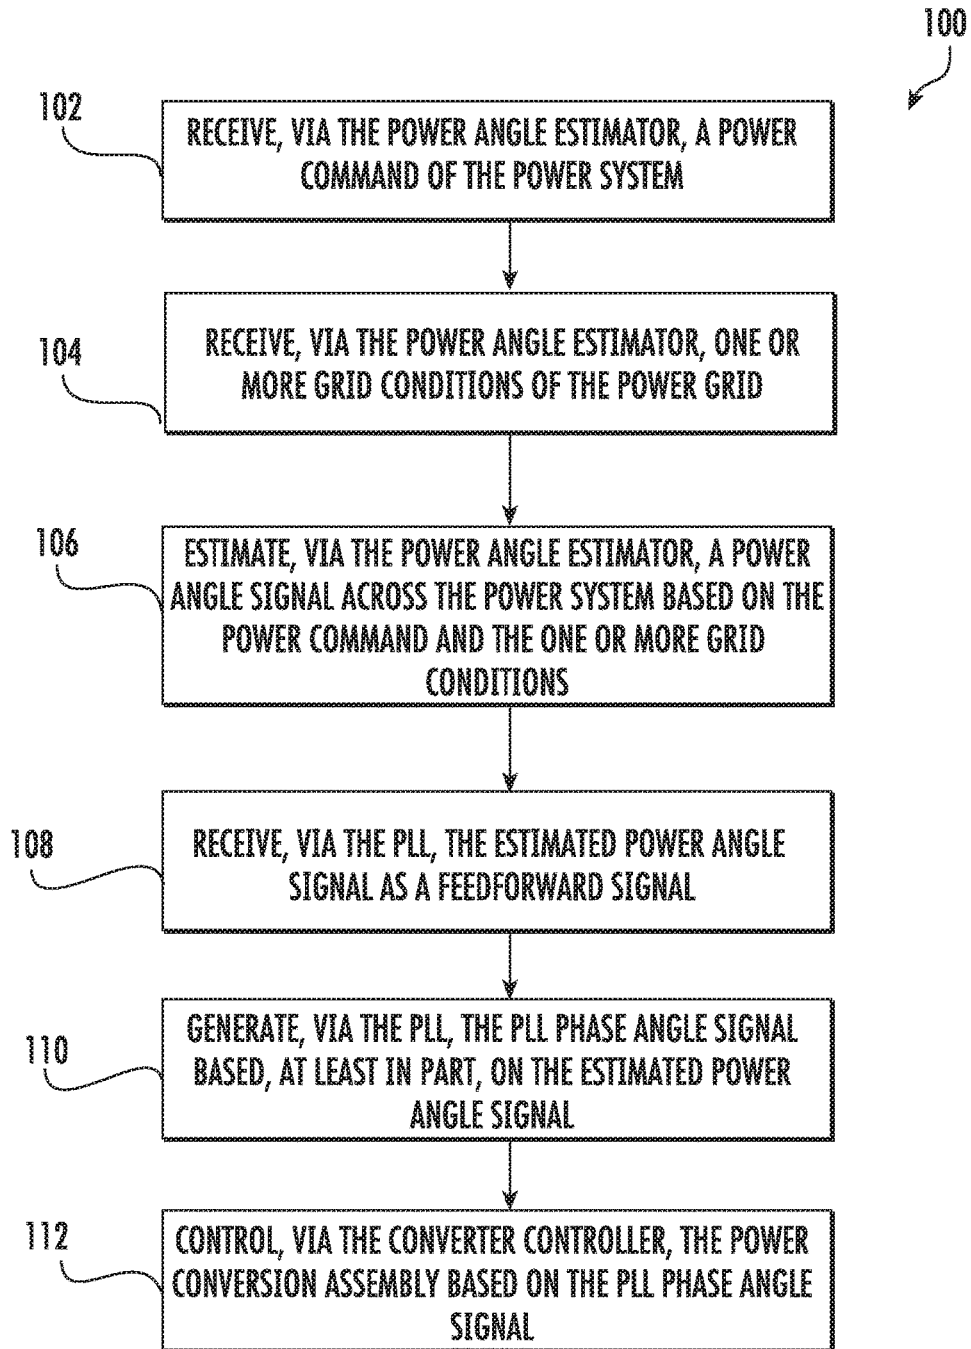 100
102
RECEIVE, VIA THE POWER ANGLE ESTIMATOR, A POWER
COMMAND OF THE POWER SYSTEM
104
RECEIVE, VIA THE POWER ANGLE ESTIMATOR, ONE OR
MORE GRID CONDITIONS OF THE POWER GRID
106
ESTIMATE, VIA THE POWER ANGLE ESTIMATOR, A POWER
ANGLE SIGNAL ACROSS THE POWER SYSTEM BASED ON THE
POWER COMMAND AND THE ONE OR MORE GRID
CONDITIONS
108
RECEIVE, VIA THE PLL, THE ESTIMATED POWER ANGLE
SIGNAL AS A FEEDFORWARD SIGNAL
110
GENERATE, VIA THE PLL, THE PLL PHASE ANGLE SIGNAL
BASED, AT LEAST IN PART, ON THE ESTIMATED POWER
ANGLE SIGNAL
112
CONTROL, VIA THE CONVERTER CONTROLLER, THE POWER
CONVERSION ASSEMBLY BASED ON THE PLL PHASE ANGLE
SIGNAL